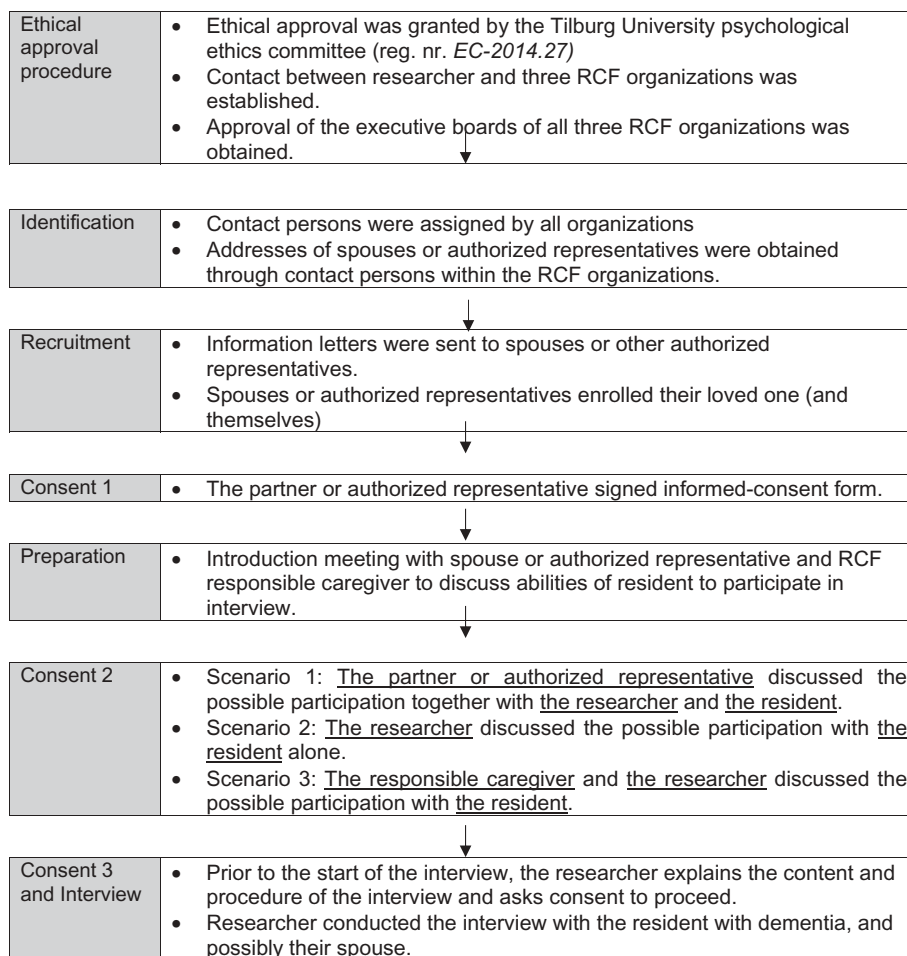 Ethical approval procedure
• Ethical approval was granted by the Tilburg University psychological
ethics committee (reg. nr. EC-2014.27)
• Contact between researcher and three RCF organizations was
established.
• Approval of the executive boards of all three RCF organizations was
obtained.
Identification
• Contact persons were assigned by all organizations
• Addresses of spouses or authorized representatives were obtained
through contact persons within the RCF organizations.
Recruitment
• Information letters were sent to spouses or other authorized
representatives.
• Spouses or authorized representatives enrolled their loved one (and
themselves)
Consent 1
• The partner or authorized representative signed informed-consent form.
Preparation
• Introduction meeting with spouse or authorized representative and RCF
responsible caregiver to discuss abilities of resident to participate in
interview.
Consent 2
• Scenario 1: The partner or authorized representative discussed the
possible participation together with the researcher and the resident.
• Scenario 2: The researcher discussed the possible participation with the
resident alone.
• Scenario 3: The responsible caregiver and the researcher discussed the
possible participation with the resident.
Consent 3
and Interview
• Prior to the start of the interview, the researcher explains the content and
procedure of the interview and asks consent to proceed.
• Researcher conducted the interview with the resident with dementia, and
possibly their spouse.